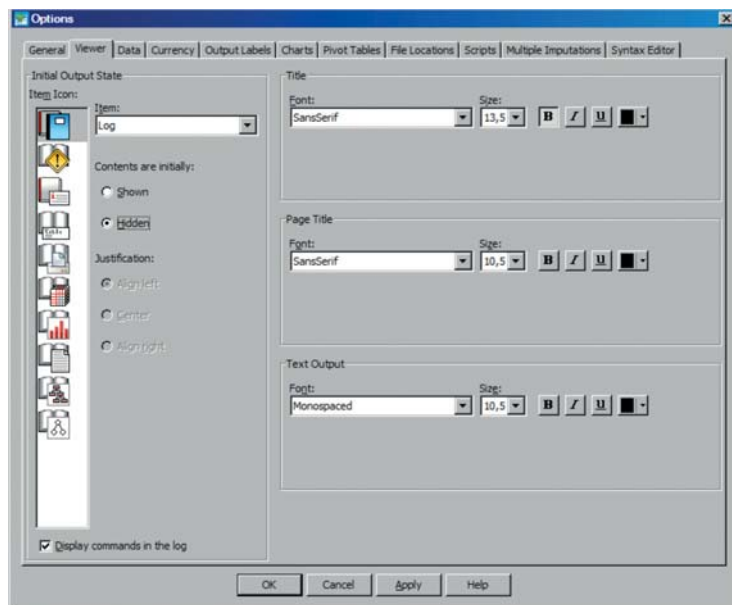 Options
General Viewer Data Currency Output Labels Charts Pivot Tables File Locations Scripts Multiple Imputations Syntax Editor
Initial Output State
Item Icon:
Item:
Log
Contents are initially:
Shown
Hidden
Justification:
Align left
Center
Align right
Display commands in the log
Title
Font:
Size:
SansSerif
13,5
B I U
Page Title
Font:
Size:
SansSerif
10,5
B I U
Text Output
Font:
Size:
Monospaced
10,5
B I U
OK Cancel Apply Help